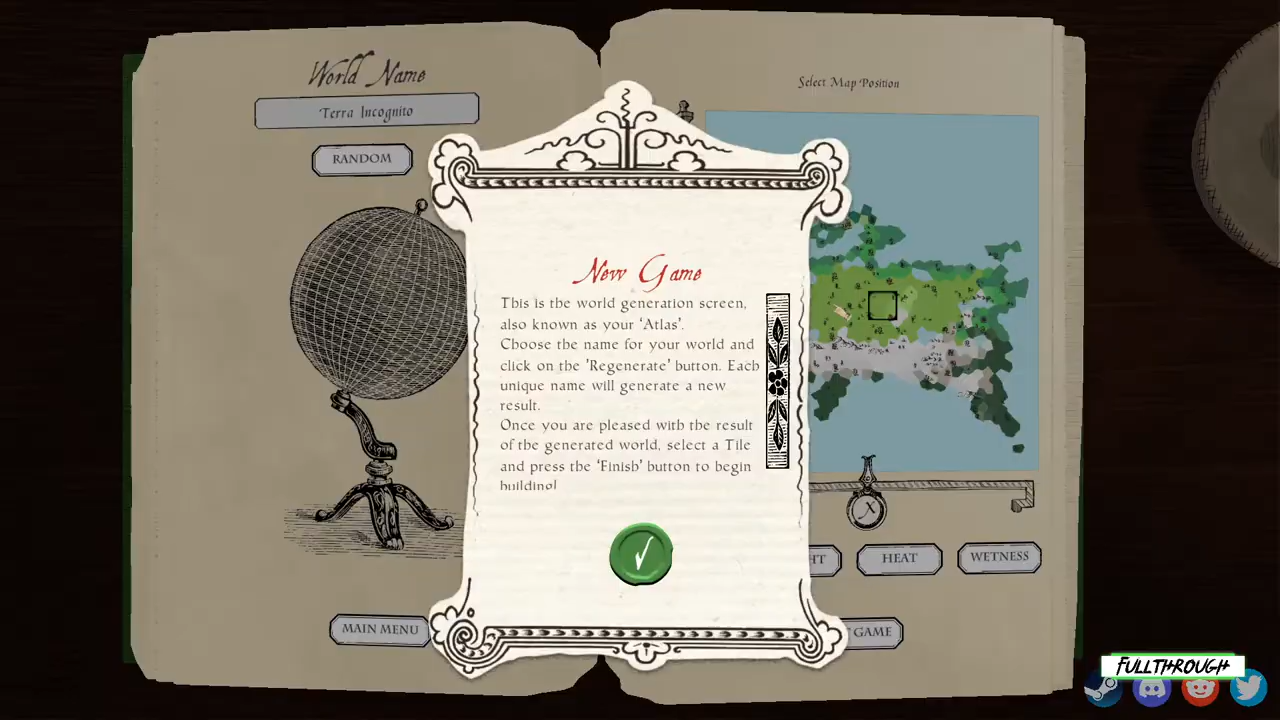 World Name
Terra Incognito
RANDOM
Select Map Position
New Game
This is the world generation screen,
also known as your 'Atlas'.
Choose the name for your world and
click on the 'Regenerate' button. Each
unique name will generate a new
result.
Once you are pleased with the result
of the generated world, select a Tile
and press the 'Finish' button to begin
building!
X
HT
HEAT
WETNESS
MAIN MENU
GAME
FULLTHROUGH